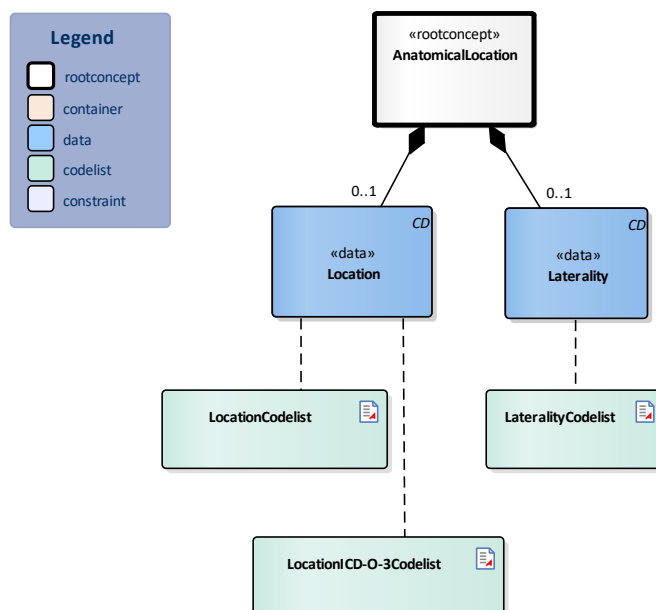 Legend
rootconcept
container
data
codelist
constraint
«rootconcept»
AnatomicalLocation
0..1
0..1
CD
«data»
Location
CD
«data»
Laterality
LocationCodelist
LateralityCodelist
LocationICD-O-3Codelist